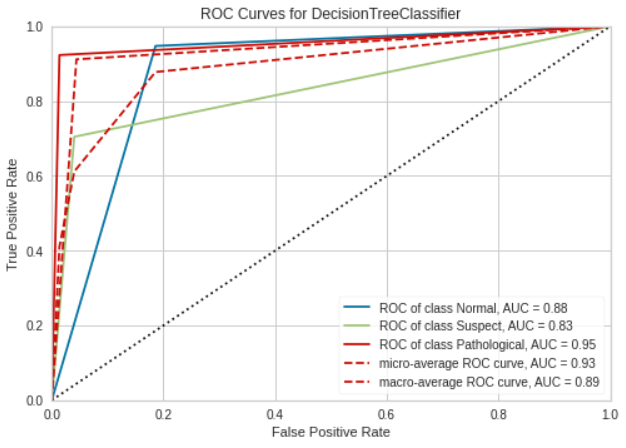 ROC Curves for DecisionTreeClassifier
1.0
0.8
0.6
0.4
0.2
0.0
True Positive Rate
0.0 0.2 0.4 0.6 0.8 1.0
False Positive Rate
ROC of class Normal, AUC = 0.88
ROC of class Suspect, AUC = 0.83
ROC of class Pathological, AUC = 0.95
micro-average ROC curve, AUC = 0.93
macro-average ROC curve, AUC = 0.89